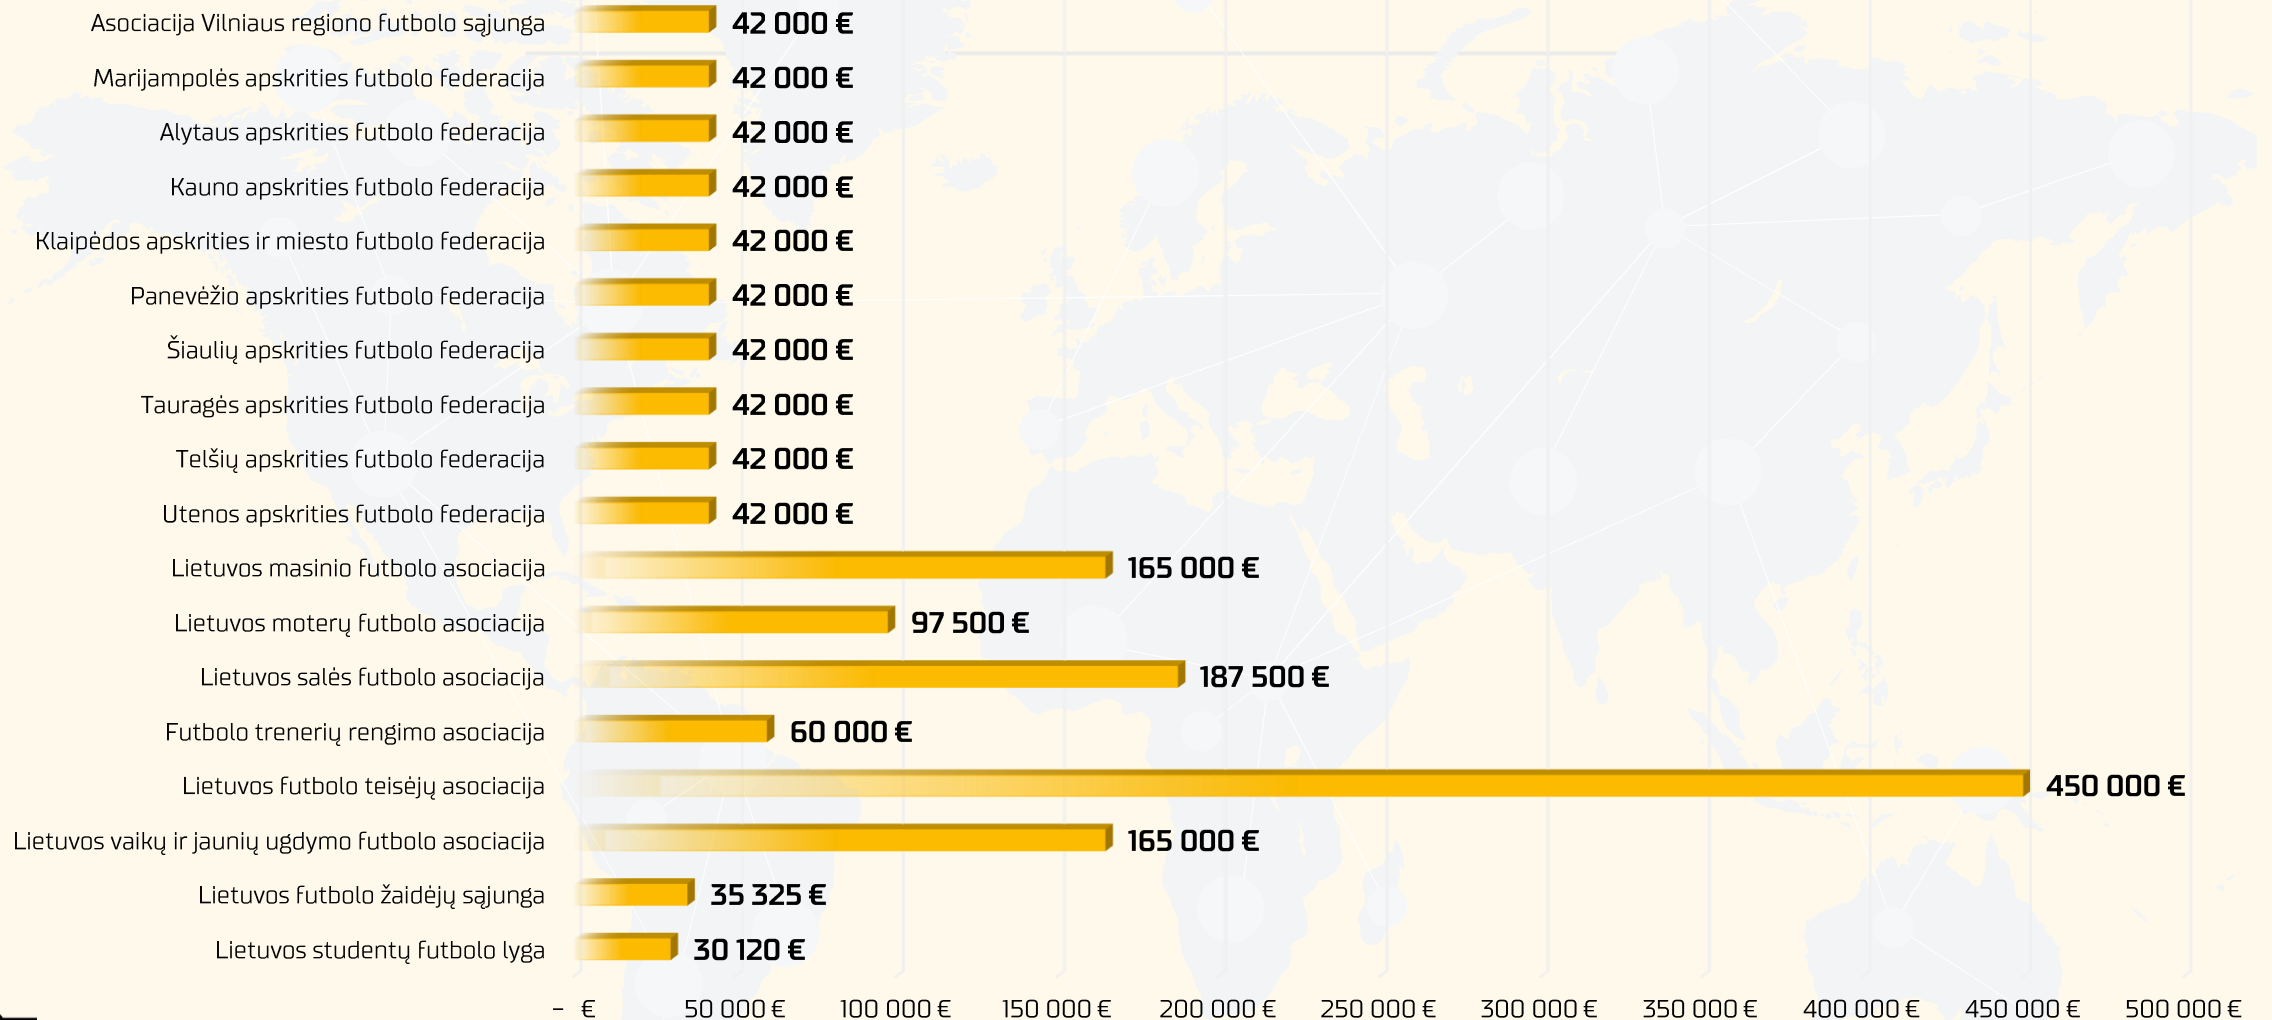 Asociacija Vilniaus regiono futbolo sąjunga 42 000 €
Marijampolės apskrities futbolo federacija 42 000 €
Alytaus apskrities futbolo federacija 42 000 €
Kauno apskrities futbolo federacija 42 000 €
Klaipėdos apskrities ir miesto futbolo federacija 42 000 €
Panevėžio apskrities futbolo federacija 42 000 €
Šiaulių apskrities futbolo federacija 42 000 €
Tauragės apskrities futbolo federacija 42 000 €
Telšių apskrities futbolo federacija 42 000 €
Utenos apskrities futbolo federacija 42 000 €
Lietuvos masinio futbolo asociacija 165 000 €
Lietuvos moterų futbolo asociacija 97 500 €
Lietuvos salės futbolo asociacija 187 500 €
Futbolo trenerių rengimo asociacija 60 000 €
Lietuvos futbolo teisėjų asociacija 450 000 €
Lietuvos vaikų ir jaunių ugdymo futbolo asociacija 165 000 €
Lietuvos futbolo žaidėjų sąjunga 35 325 €
Lietuvos studentų futbolo lyga 30 120 €
– € 50 000 € 100 000 € 150 000 € 200 000 € 250 000 € 300 000 € 350 000 € 400 000 € 450 000 € 500 000 €